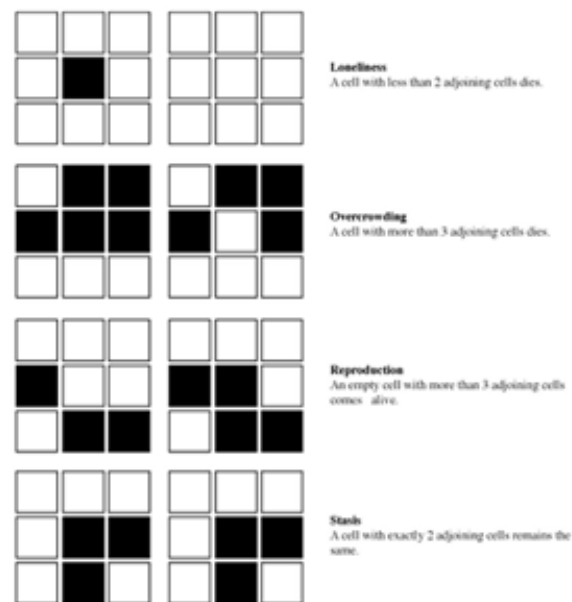 Loneliness
A cell with less than 2 adjoining cells dies.
Overcrowding
A cell with more than 3 adjoining cells dies.
Reproduction
An empty cell with more than 3 adjoining cells
comes alive.
Stasis
A cell with exactly 2 adjoining cells remains the
same.